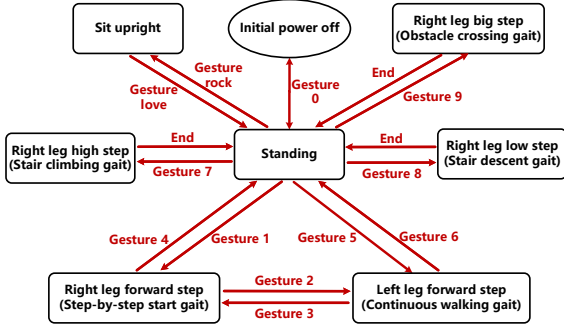 Sit upright
Initial power off
Right leg big step
(Obstacle crossing gait)
Gesture
rock
Gesture
love
Gesture
0
End
Gesture 9
Right leg high step
(Stair climbing gait)
End
Gesture 7
Standing
End
Gesture 8
Right leg low step
(Stair descent gait)
Gesture 4
Gesture 1
Gesture 5
Gesture 6
Right leg forward step
(Step-by-step start gait)
Gesture 2
Gesture 3
Left leg forward step
(Continuous walking gait)